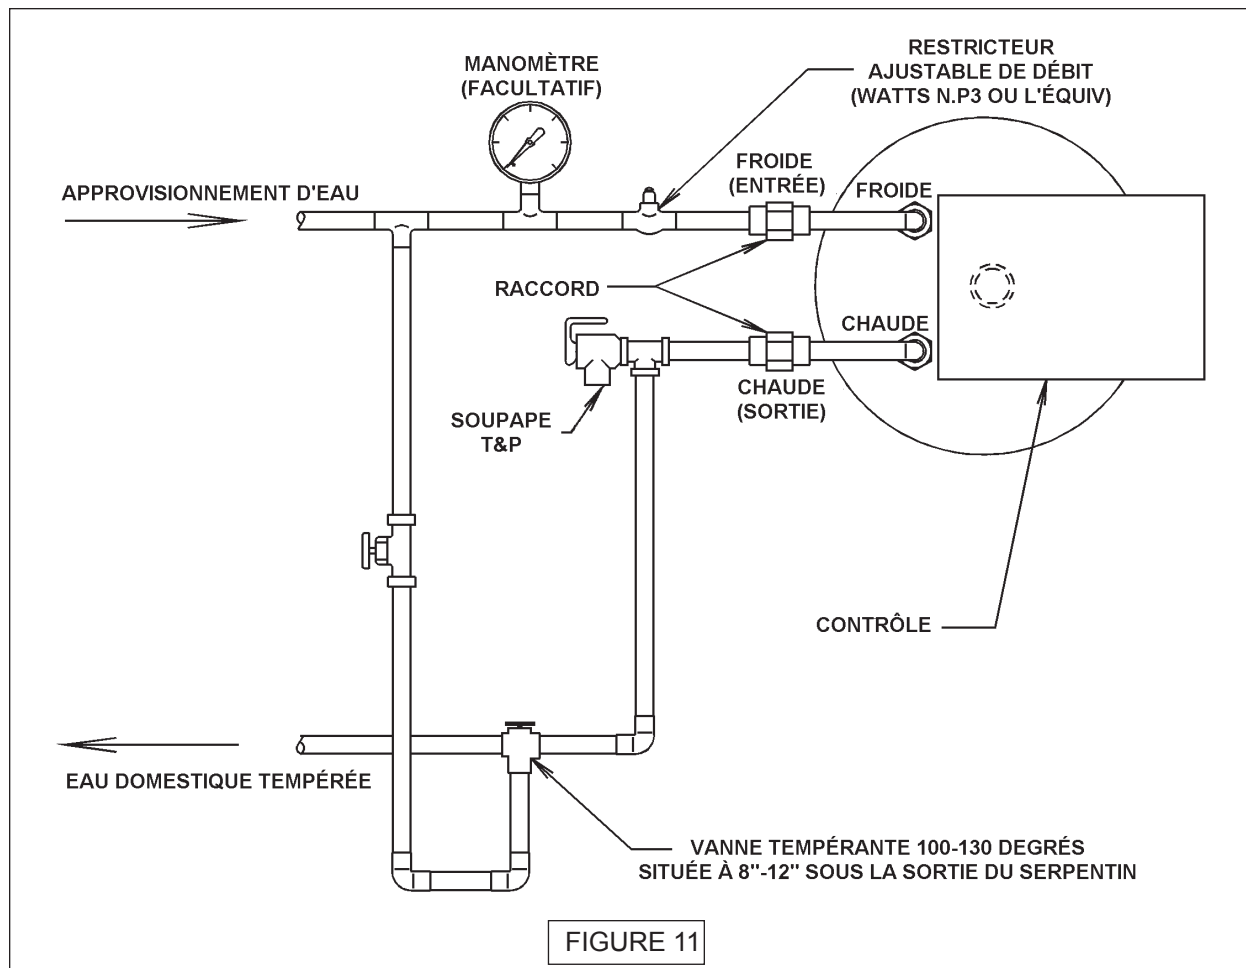 RESTRICTEUR
AJUSTABLE DE DÉBIT
(WATTS N.P3 OU L'ÉQUIV)
MANOMÈTRE
(FACULTATIF)
FROIDE
(ENTRÉE)
APPROVISIONNEMENT D'EAU
FROIDE
RACCORD
CHAUDE
CHAUDE
(SORTIE)
SOUPAPE
T&P
CONTRÔLE
EAU DOMESTIQUE TEMPÉRÉE
VANNE TEMPÉRANTE 100-130 DEGRÉS
SITUÉE À 8"-12" SOUS LA SORTIE DU SERPENTIN
FIGURE 11